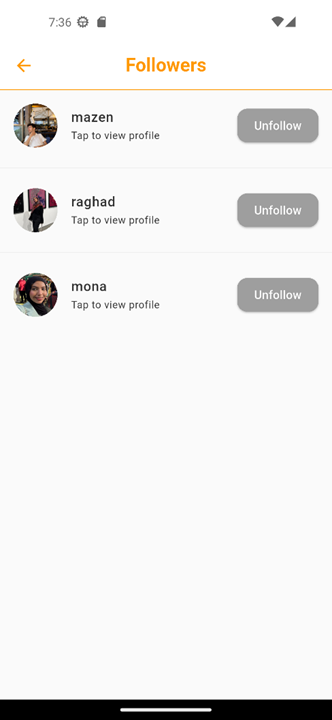 7:36
Followers
mazen
Tap to view profile
Unfollow
raghad
Tap to view profile
Unfollow
mona
Tap to view profile
Unfollow